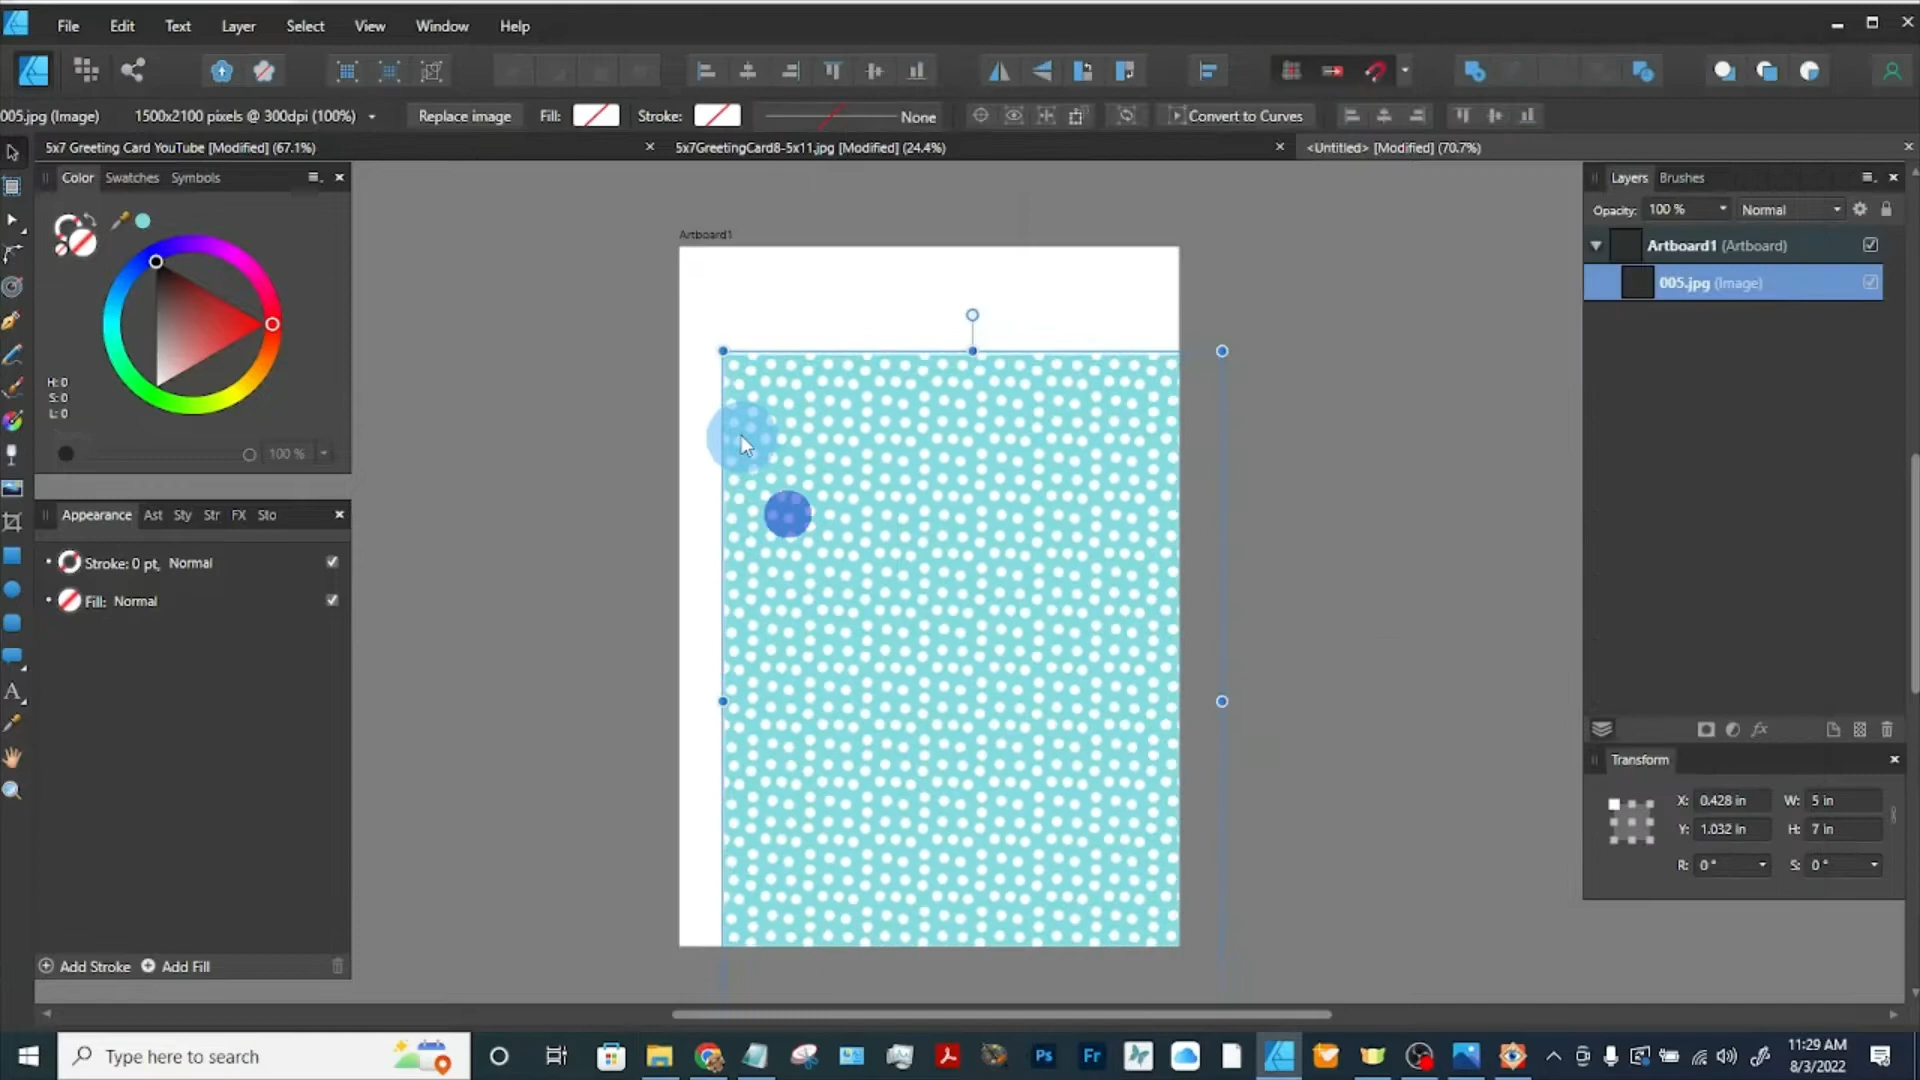 File Edit Text Layer Select View Window Help
005.jpg (Image) 1500x2100 pixels @ 300dpi (100%) Replace image Fill: Stroke: None Convert to Curves
5x7 Greeting Card YouTube [Modified] (67.1%) 5x7GreetingCard8-5x11.jpg [Modified] (24.4%) <Untitled> [Modified] (70.7%)
Color Swatches Symbols
H: 0
S: 0
L: 0
100 %
Appearance Ast Sty Str FX Sto
Stroke: 0 pt, Normal
Fill: Normal
Add Stroke Add Fill
Artboard1
Layers Brushes
Opacity: 100 % Normal
Artboard1 (Artboard)
005.jpg (Image)
fx
Transform
X: 0.428 in W: 5 in
Y: 1.032 in H: 7 in
R: 0 ° S: 0 °
Type here to search
Ps Fr
11:29 AM
8/3/2022